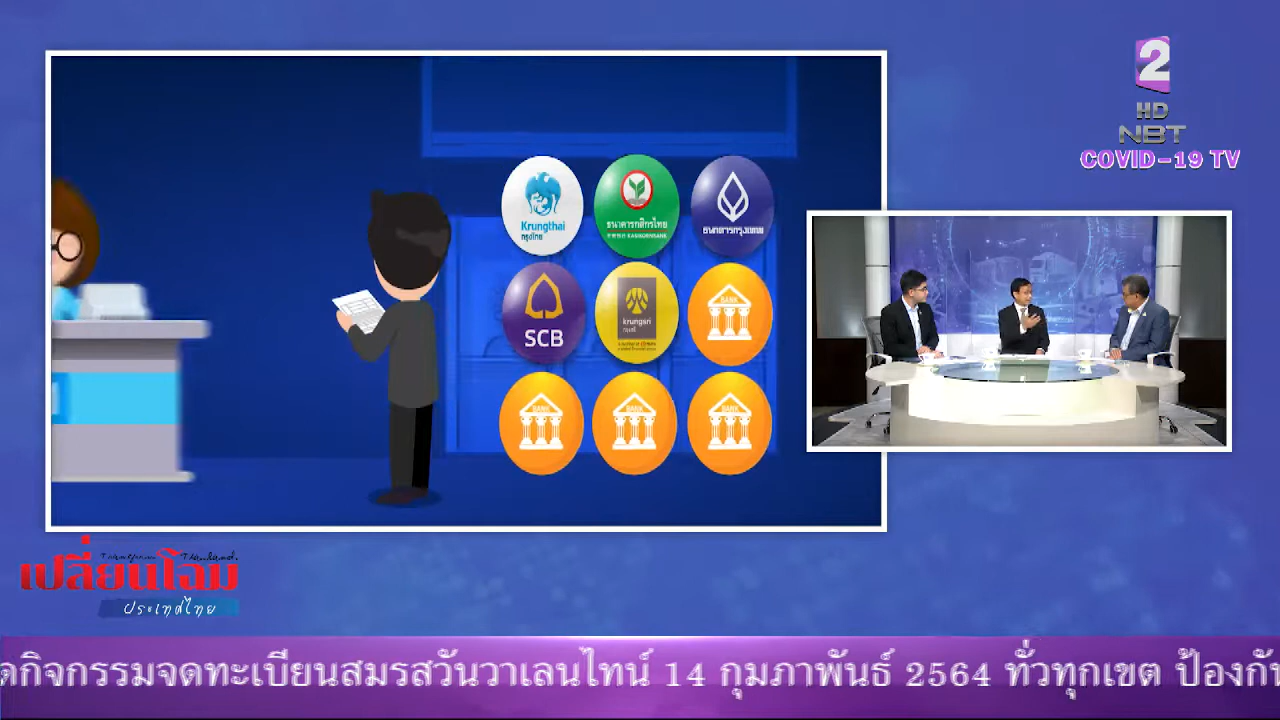 2
HD
NBT
COVID-19 TV
Krungthai
กรุงไทย
ธนาคารกสิกรไทย
ธนาคารกรุงเทพ
SCB
krungsri
กรุงศรี
BANK
BANK
BANK
BANK
Transform Thailand.
เปลี่ยนโฉม
ประเทศไทย
ดกิจกรรมจดทะเบียนสมรสวันวาเลนไทน์ 14 กุมภาพันธ์ 2564 ทั่วทุกเขต ป้องกัน